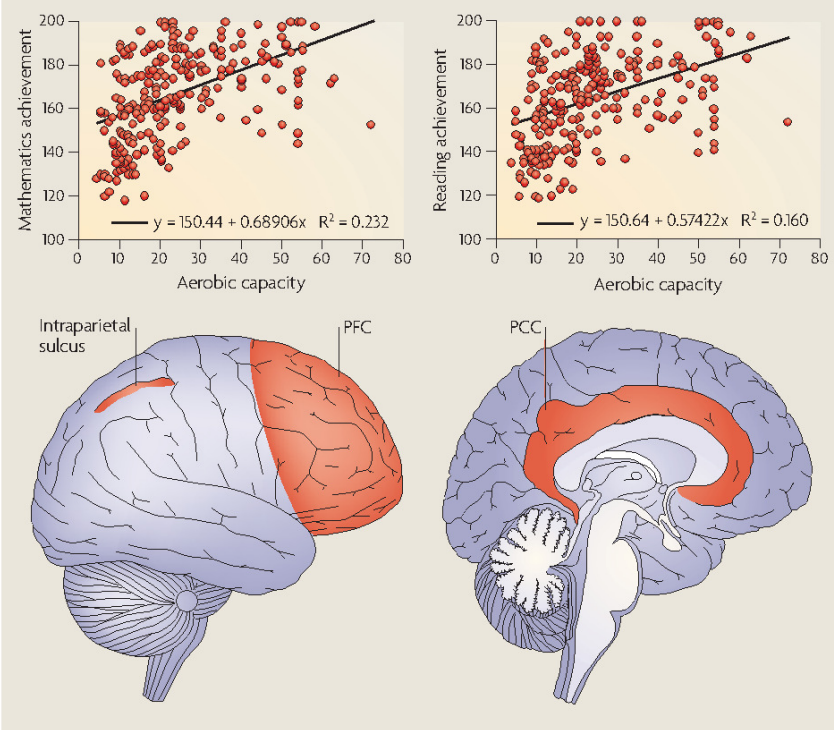 Mathematics achievement
200
180
160
140
120
100
y = 150.44 + 0.68906x R² = 0.232
0 10 20 30 40 50 60 70 80
Aerobic capacity
Reading achievement
200
180
160
140
120
100
y = 150.64 + 0.57422x R² = 0.160
0 10 20 30 40 50 60 70 80
Aerobic capacity
Intraparietal
sulcus
PFC
PCC